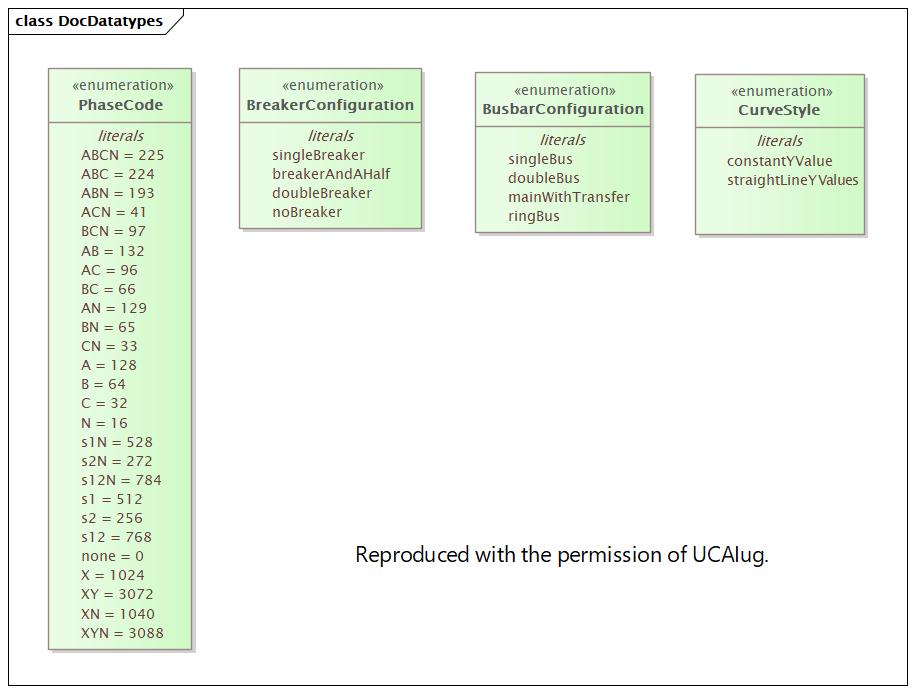 class DocDatatypes
«enumeration»
PhaseCode
literals
ABCN = 225
ABC = 224
ABN = 193
ACN = 41
BCN = 97
AB = 132
AC = 96
BC = 66
AN = 129
BN = 65
CN = 33
A = 128
B = 64
C = 32
N = 16
s1N = 528
s2N = 272
s12N = 784
s1 = 512
s2 = 256
s12 = 768
none = 0
X = 1024
XY = 3072
XN = 1040
XYN = 3088
«enumeration»
BreakerConfiguration
literals
singleBreaker
breakerAndAHalf
doubleBreaker
noBreaker
«enumeration»
BusbarConfiguration
literals
singleBus
doubleBus
mainWithTransfer
ringBus
«enumeration»
CurveStyle
literals
constantYValue
straightLineYValues
Reproduced with the permission of UCAIug.